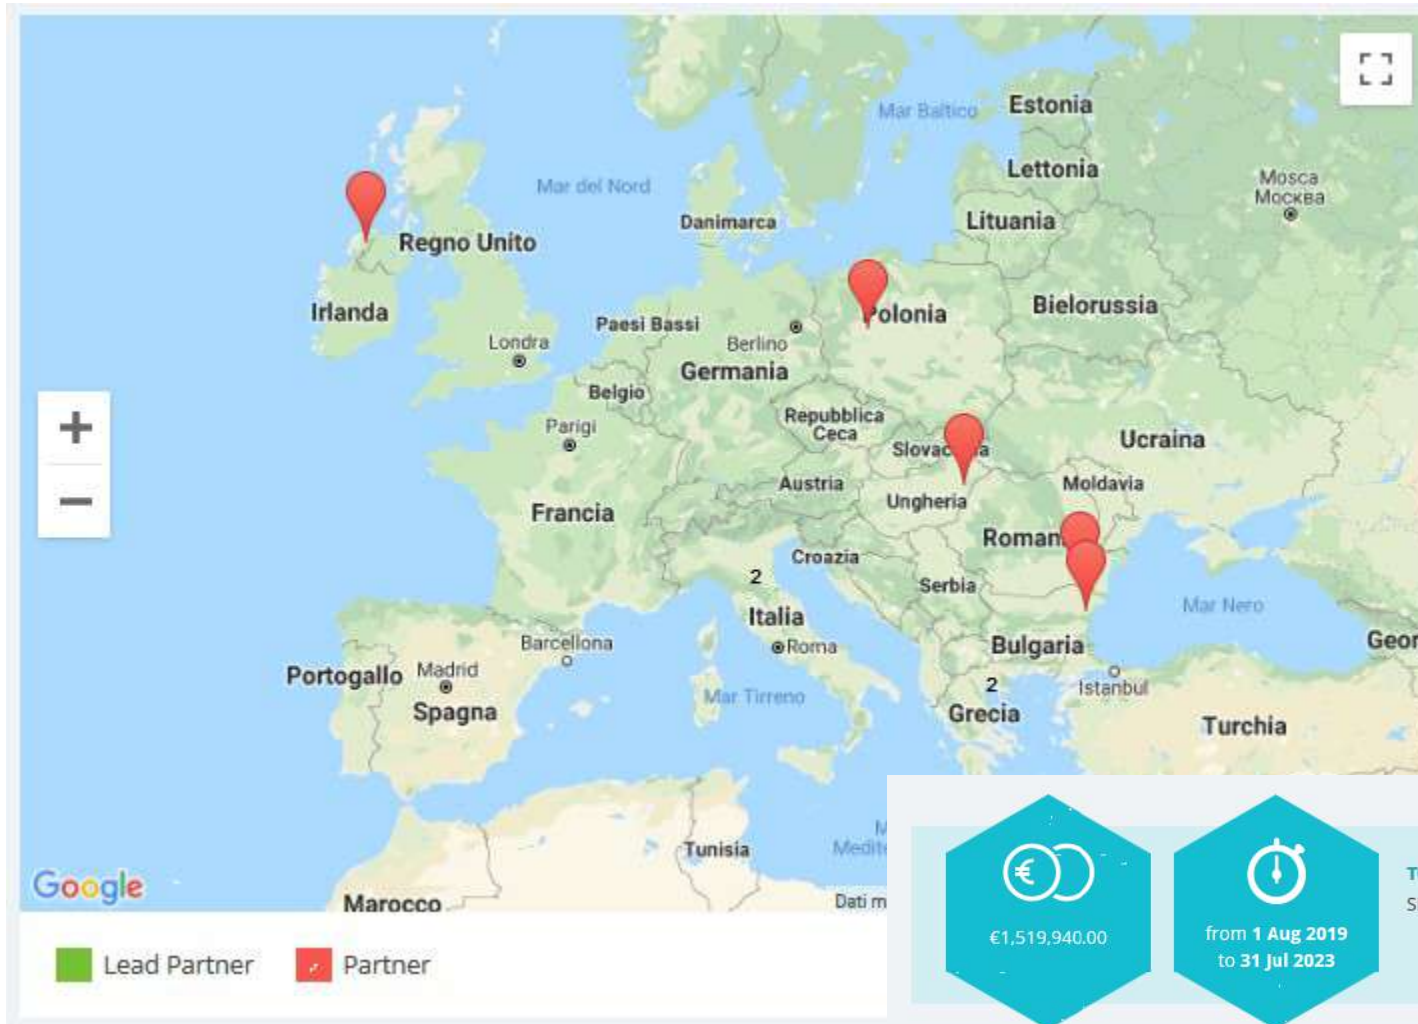 Estonia
Mar Baltico
Lettonia
Mosca
Москва
Mar del Nord
Danimarca
Lituania
Regno Unito
Irlanda
Paesi Bassi
Polonia
Bielorussia
Londra
Berlino
Germania
Belgio
Repubblica
Ceca
Parigi
Ucraina
Austria
Ungheria
Moldavia
Francia
Croazia
2
Serbia
Italia
Mar Nero
Barcellona
Roma
Bulgaria
Portogallo
Madrid
Mar Tirreno
2
Istanbul
Spagna
Grecia
Turchia
Tunisia
Google
Marocco
Dati
€
€1,519,940.00
from 1 Aug 2019
to 31 Jul 2023
Lead Partner
Partner